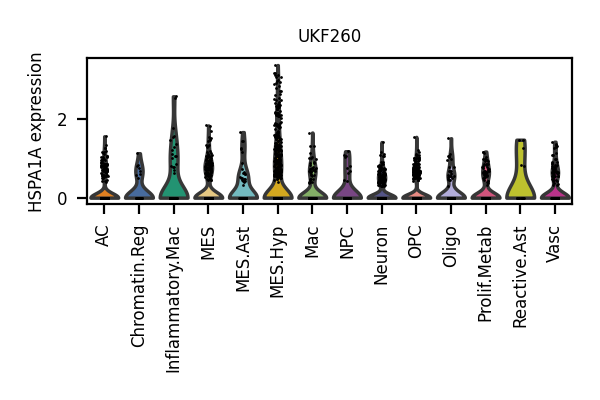 UKF260
HSPA1A expression
2
0
AC
Chromatin.Reg
Inflammatory.Mac
MES
MES.Ast
MES.Hyp
Mac
NPC
Neuron
OPC
Oligo
Prolif.Metab
Reactive.Ast
Vasc